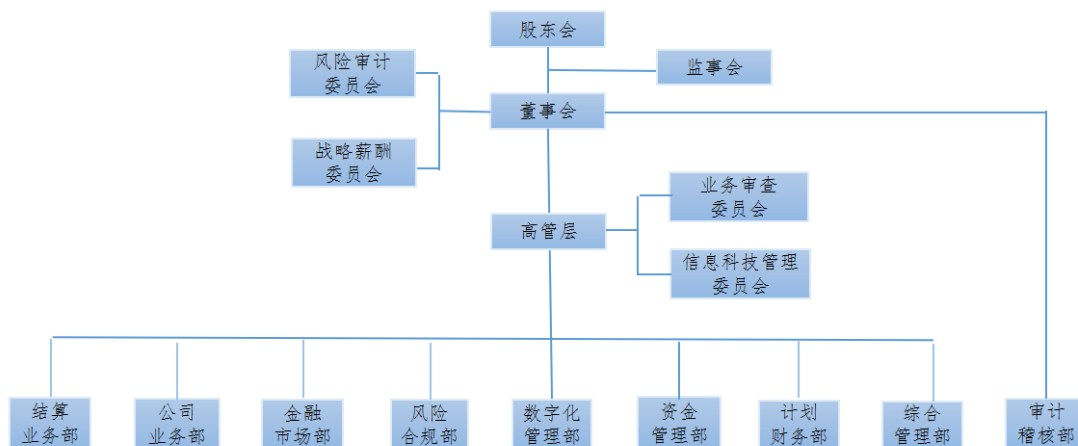 股东会
风险审计
委员会
监事会
董事会
战略薪酬
委员会
业务审查
委员会
高管层
信息科技管理
委员会
结算
业务部
公司
业务部
金融
市场部
风险
合规部
数字化
管理部
资金
管理部
计划
财务部
综合
管理部
审计
稽核部